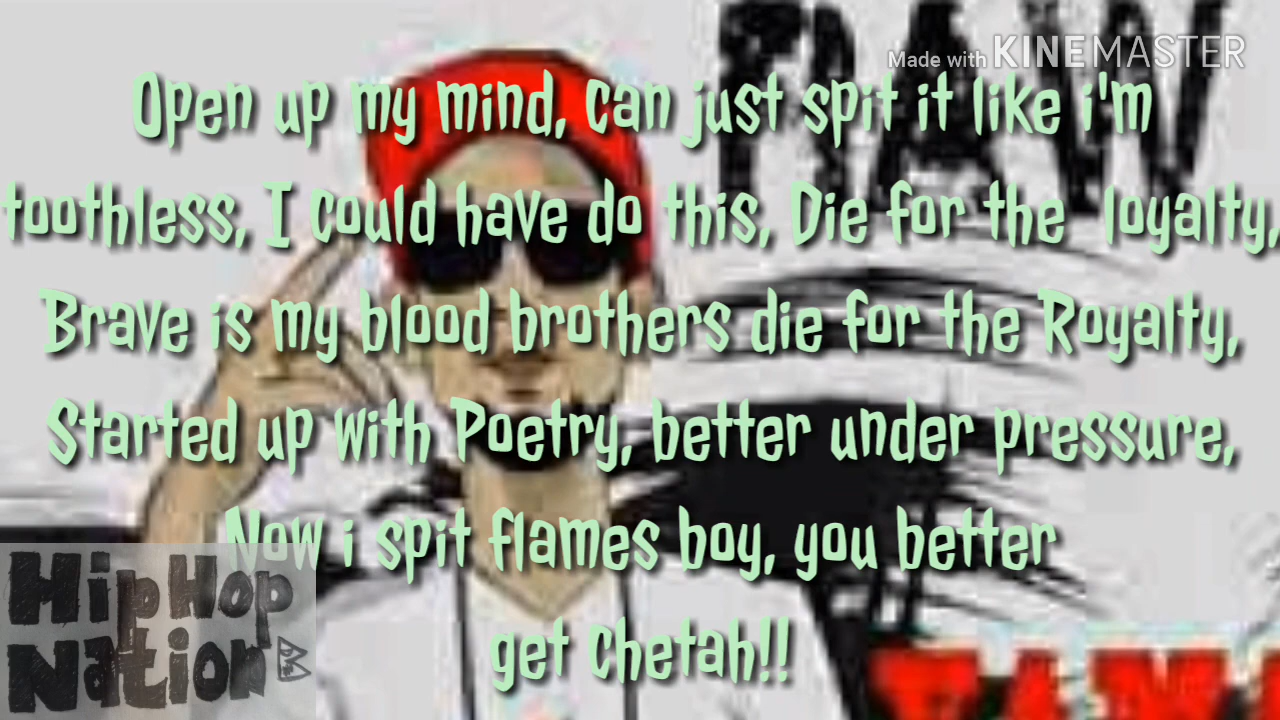 RAW
Made with KINEMASTER
Open up my mind, can just spit it like i'm
toothless, I could have do this, Die for the loyalty,
Brave is my blood brothers die for the Royalty,
Started up with Poetry, better under pressure,
Now i spit flames boy, you better
get chetah!!
HipHop
Nation